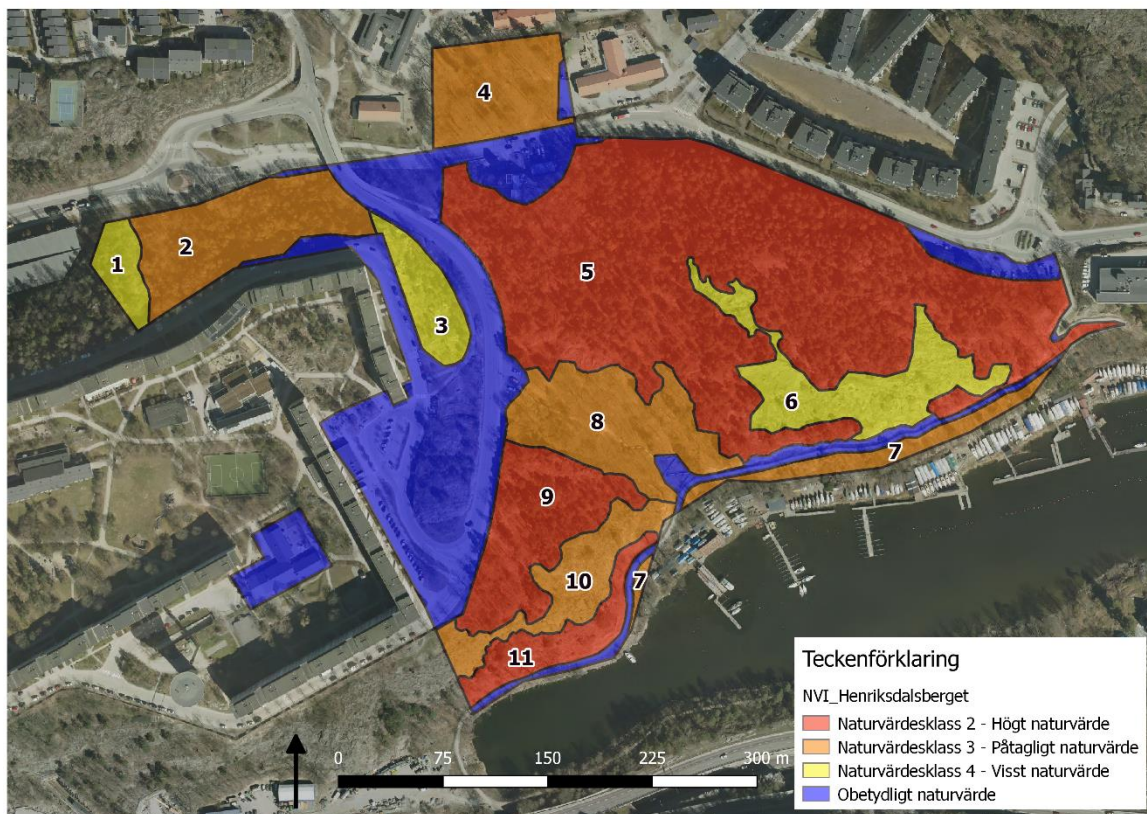 4
2
1
5
3
6
8
7
9
10
7
11
Teckenförklaring
NVI_Henriksdalsberget
Naturvärdesklass 2 - Högt naturvärde
Naturvärdesklass 3 - Påtagligt naturvärde
Naturvärdesklass 4 - Visst naturvärde
Obetydligt naturvärde
0 75 150 225 300 m